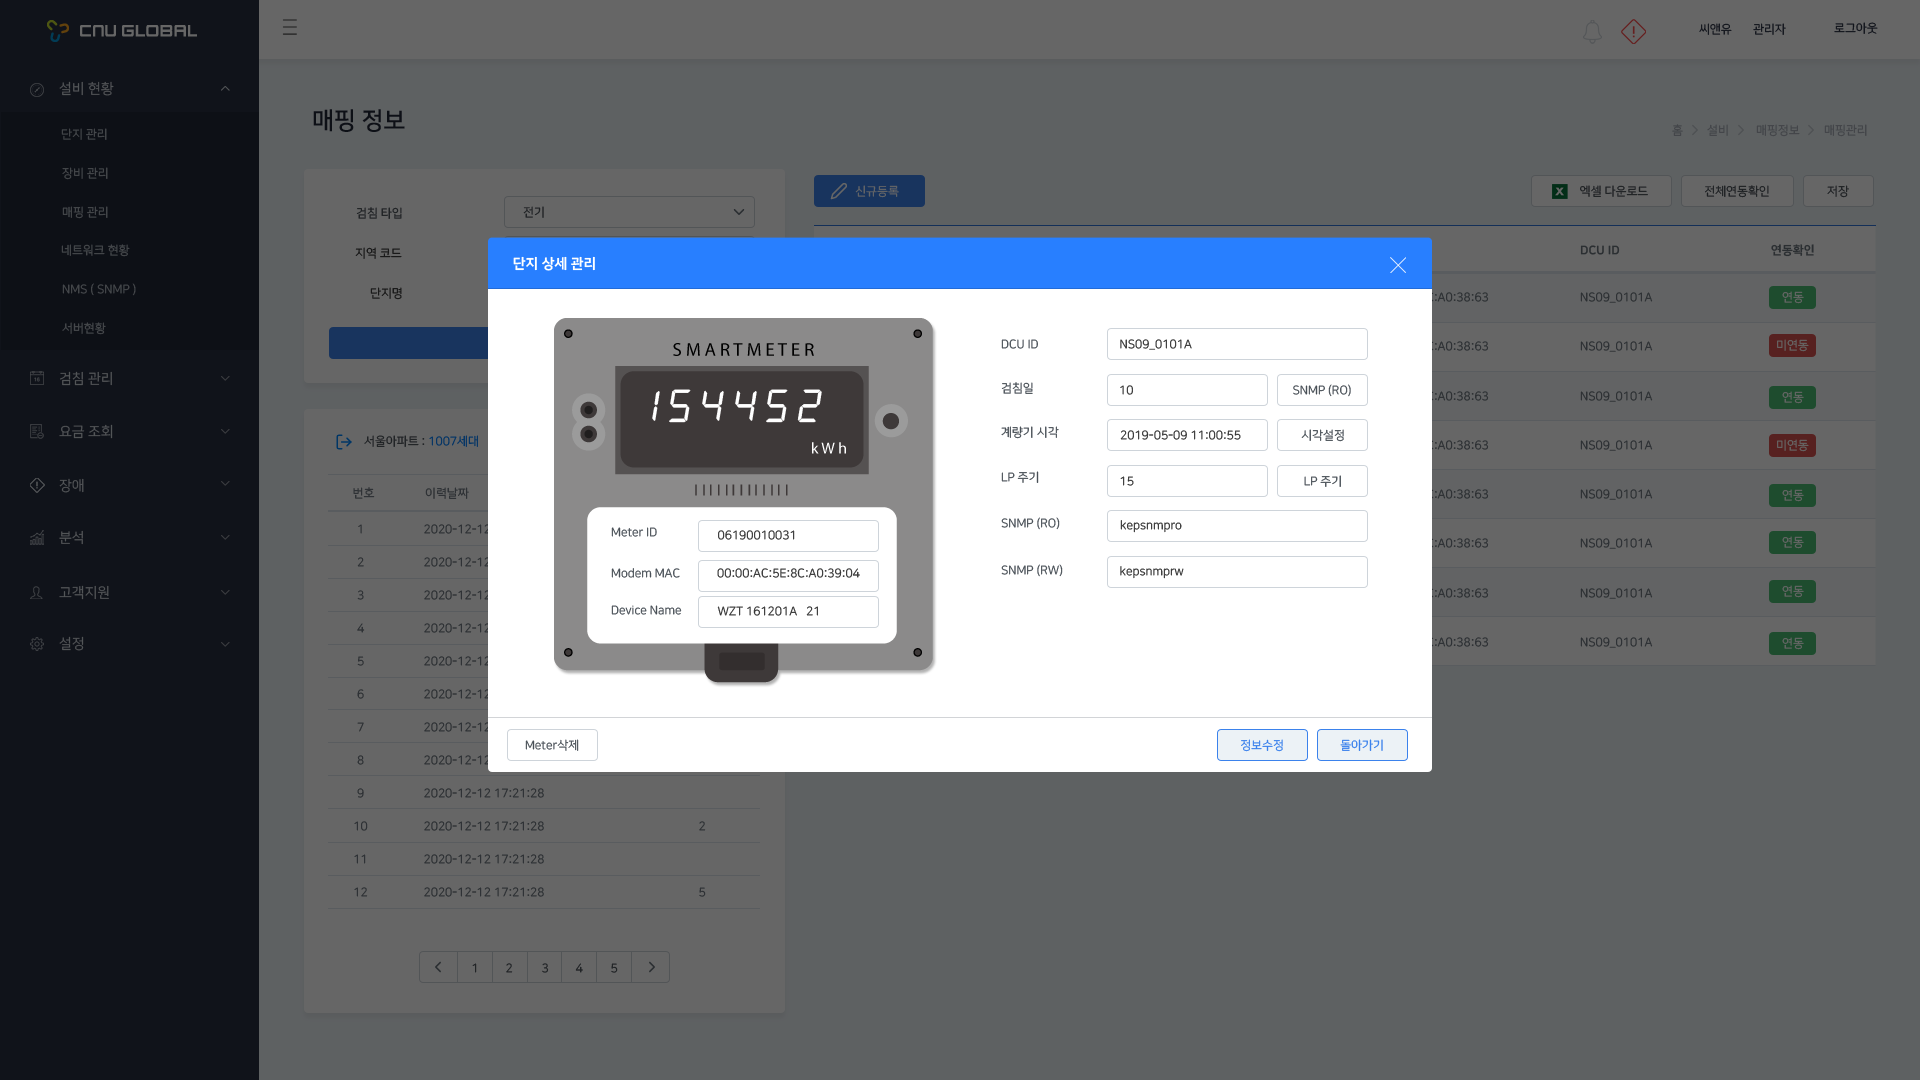 CNU GLOBAL
씨앤유 관리자 로그아웃
설비 현황
단지 관리
장비 관리
매핑 관리
네트워크 현황
NMS ( SNMP )
서버현황
검침 관리
요금 조회
장애
분석
고객지원
설정
매핑 정보
홈 > 설비 > 매핑정보 > 매핑관리
검침 타입 전기
지역 코드
단지명
서울아파트 : 1007세대
번호 이력날짜
1 2020-12-12
2 2020-12-12
3 2020-12-12
4 2020-12-12
5 2020-12-12
6 2020-12-12
7 2020-12-12
8 2020-12-12
9 2020-12-12 17:21:28
10 2020-12-12 17:21:28 2
11 2020-12-12 17:21:28
12 2020-12-12 17:21:28 5
1 2 3 4 5
신규등록
엑셀 다운로드 전체연동확인 저장
DCU ID 연동확인
:A0:38:63 NS09_0101A 연동
:A0:38:63 NS09_0101A 미연동
:A0:38:63 NS09_0101A 연동
:A0:38:63 NS09_0101A 미연동
:A0:38:63 NS09_0101A 연동
:A0:38:63 NS09_0101A 연동
:A0:38:63 NS09_0101A 연동
:A0:38:63 NS09_0101A 연동
단지 상세 관리
SMARTMETER
154452
kWh
Meter ID 06190010031
Modem MAC 00:00:AC:5E:8C:A0:39:04
Device Name WZT 161201A 21
DCU ID NS09_0101A
검침일 10 SNMP (RO)
계량기 시각 2019-05-09 11:00:55 시각설정
LP 주기 15 LP 주기
SNMP (RO) kepsnmpro
SNMP (RW) kepsnmprw
Meter삭제 정보수정 돌아가기